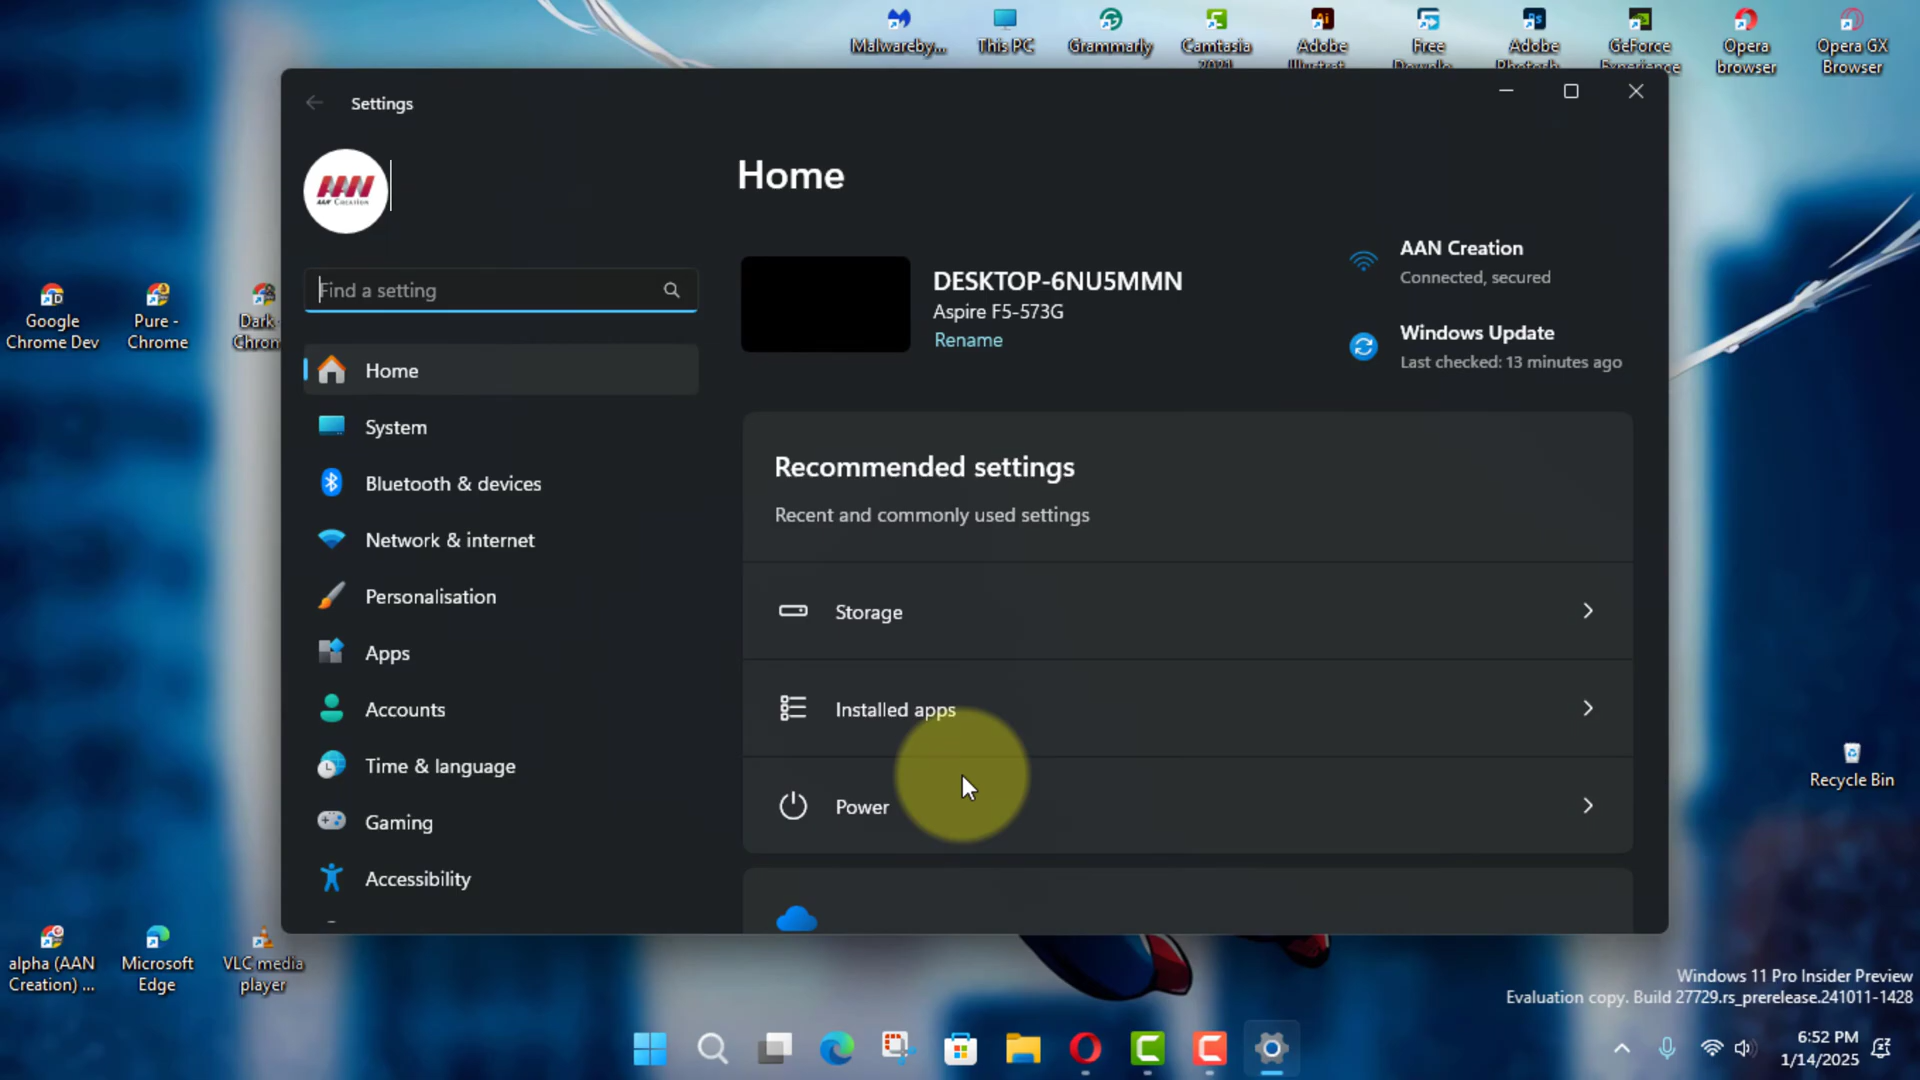 Malwareby...
This PC
Grammarly
Camtasia
2021
Adobe
Illustrat...
Free
Downlo...
Adobe
Photosh...
GeForce
Experience
Opera
browser
Opera GX
Browser
Settings
AAN
AAN CREATION
Find a setting
Home
System
Bluetooth & devices
Network & internet
Personalisation
Apps
Accounts
Time & language
Gaming
Accessibility
Home
DESKTOP-6NU5MMN
Aspire F5-573G
Rename
AAN Creation
Connected, secured
Windows Update
Last checked: 13 minutes ago
Recommended settings
Recent and commonly used settings
Storage
Installed apps
Power
Google
Chrome Dev
Pure -
Chrome
Dark
Chrom
Recycle Bin
alpha (AAN
Creation) ...
Microsoft
Edge
VLC media
player
Windows 11 Pro Insider Preview
Evaluation copy. Build 27729.rs_prerelease.241011-1428
6:52 PM
1/14/2025